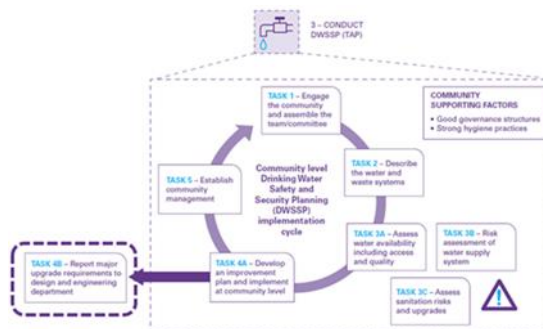 3 – CONDUCT
DWSSP (TAP)
TASK 1 – Engage
the community and
assemble the
team/committee
COMMUNITY
SUPPORTING FACTORS
• Good governance structures
• Strong hygiene practices
TASK 2 – Describe
the water and
waste systems
Community level
Drinking Water
Safety and
Security Planning
(DWSSP)
implementation
cycle
TASK 5 – Establish
community
management
TASK 3A – Assess
water availability
including access
and quality
TASK 3B – Risk
assessment of
water supply
system
TASK 4B – Report major
upgrade requirements to
design and engineering
department
TASK 4A – Develop
an improvement
plan and implement
at community level
TASK 3C – Assess
sanitation risks
and upgrades
!